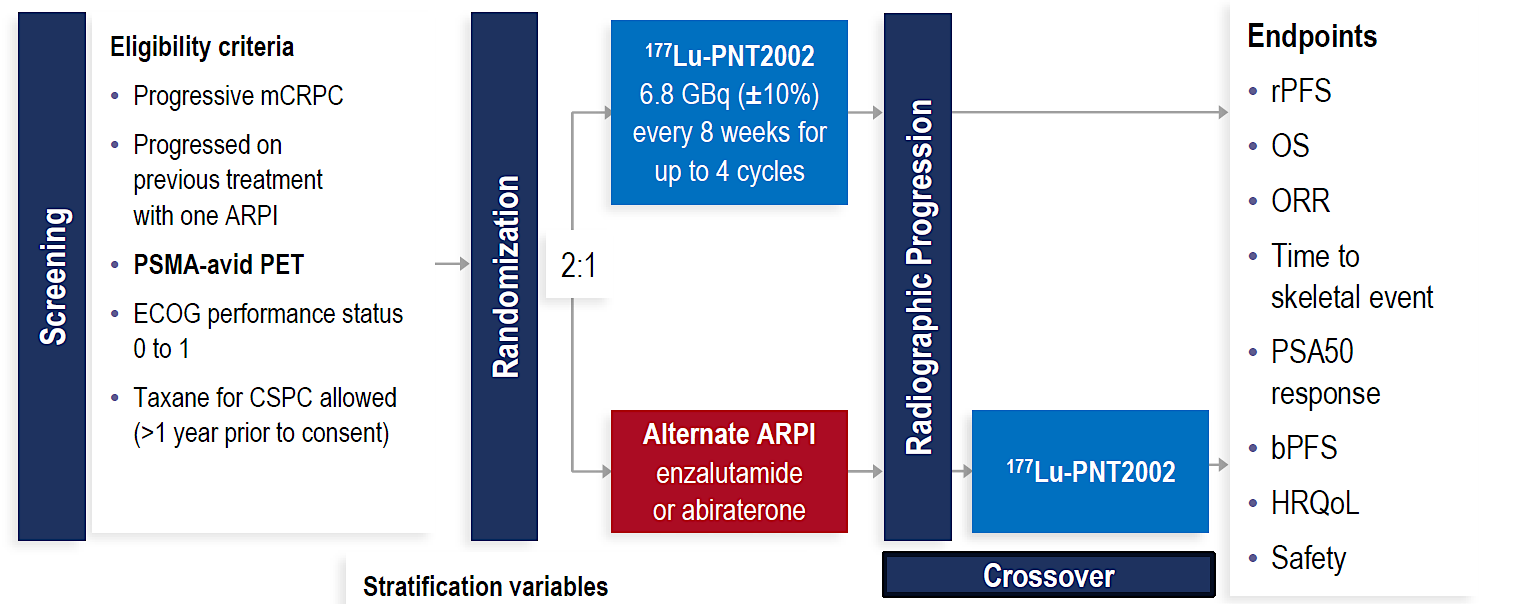 Screening
Eligibility criteria
• Progressive mCRPC
• Progressed on
previous treatment
with one ARPI
• PSMA-avid PET
• ECOG performance status
0 to 1
• Taxane for CSPC allowed
(>1 year prior to consent)
Randomization
2:1
¹⁷⁷Lu-PNT2002
6.8 GBq (±10%)
every 8 weeks for
up to 4 cycles
Alternate ARPI
enzalutamide
or abiraterone
Radiographic Progression
¹⁷⁷Lu-PNT2002
Crossover
Endpoints
• rPFS
• OS
• ORR
• Time to
skeletal event
• PSA50
response
• bPFS
• HRQoL
• Safety
Stratification variables